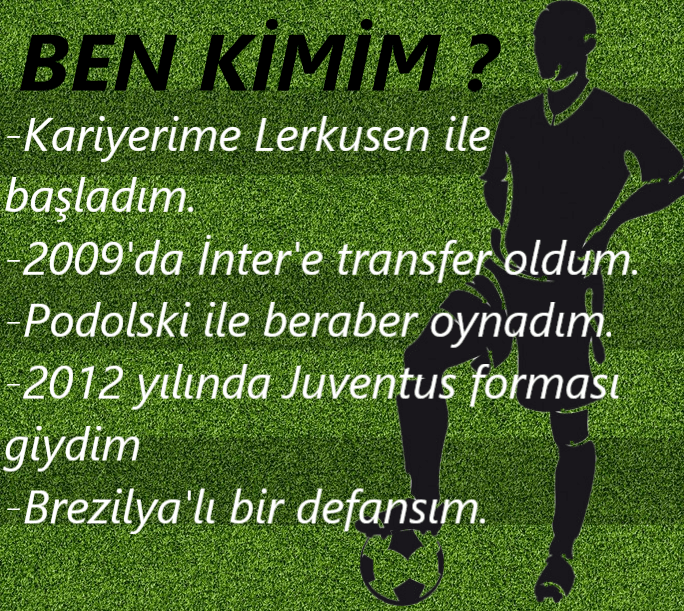 BEN KİMİM ?
-Kariyerime Lerkusen ile
başladım.
-2009'da İnter'e transfer oldum.
-Podolski ile beraber oynadım.
-2012 yılında Juventus forması
giydim
-Brezilya'lı bir defansım.